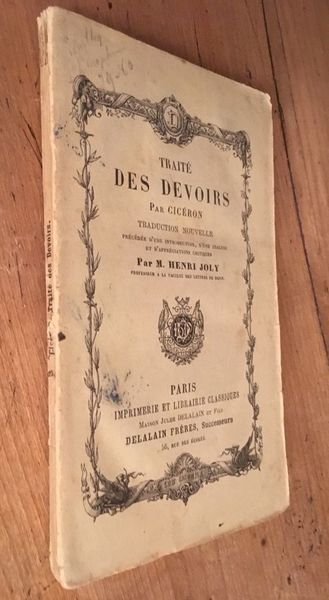 TRAITÉ
DES DEVOIRS
PAR CICÉRON
TRADUCTION NOUVELLE
PRÉCÉDÉE D'UNE INTRODUCTION, D'UNE ANALYSE
ET D'APPRÉCIATIONS CRITIQUES
PAR M. HENRI JOLY
PROFESSEUR A LA FACULTÉ DES LETTRES DE DIJON.
PARIS
IMPRIMERIE ET LIBRAIRIE CLASSIQUES
MAISON JULES DELALAIN ET FILS
DELALAIN FRÈRES, Successeurs
56, RUE DES ÉCOLES.
Traité des Devoirs.